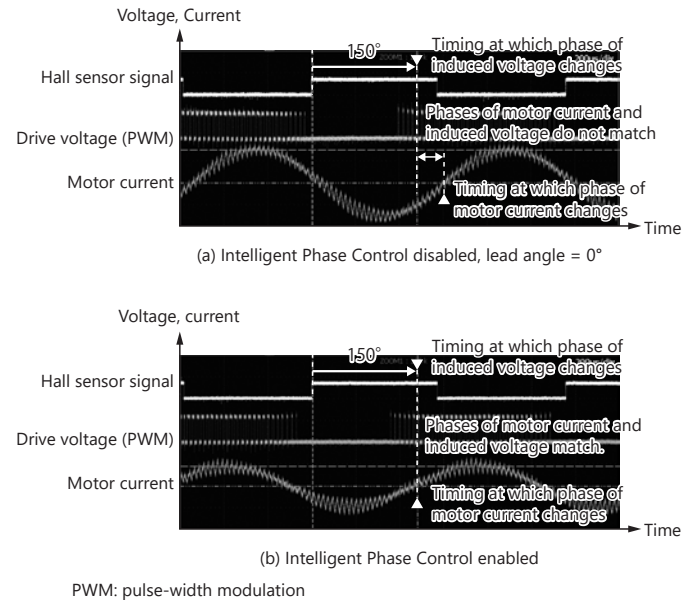 Voltage, Current
150°
Timing at which phase of
induced voltage changes
Hall sensor signal
Phases of motor current and
induced voltage do not match
Drive voltage (PWM)
Motor current
Timing at which phase of
motor current changes
Time
(a) Intelligent Phase Control disabled, lead angle = 0°
Voltage, current
150°
Timing at which phase of
induced voltage changes
Hall sensor signal
Phases of motor current and
induced voltage match.
Drive voltage (PWM)
Motor current
Timing at which phase of
motor current changes
Time
(b) Intelligent Phase Control enabled
PWM: pulse-width modulation